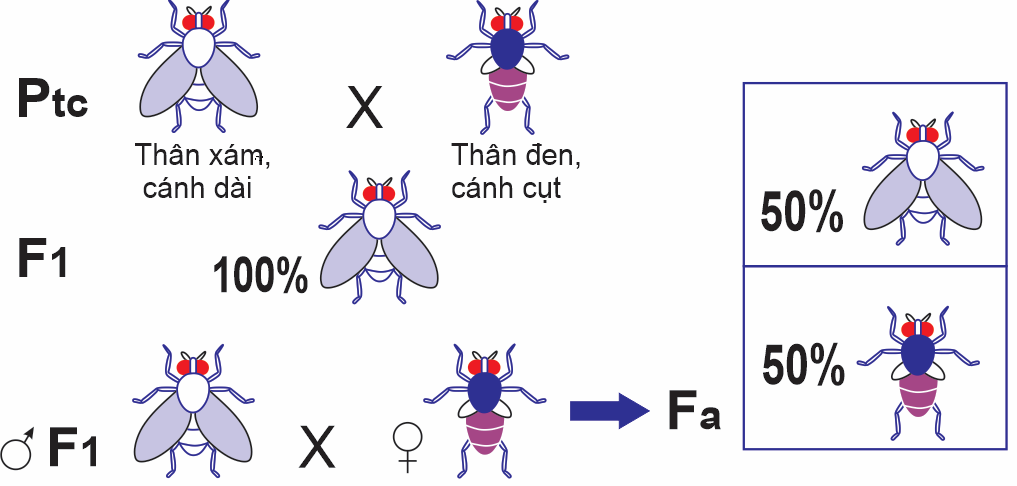 Ptc X
Thân xám, Thân đen,
cánh dài cánh cụt
F1 100%
50%
50%
♂ F1 X ♀ Fa